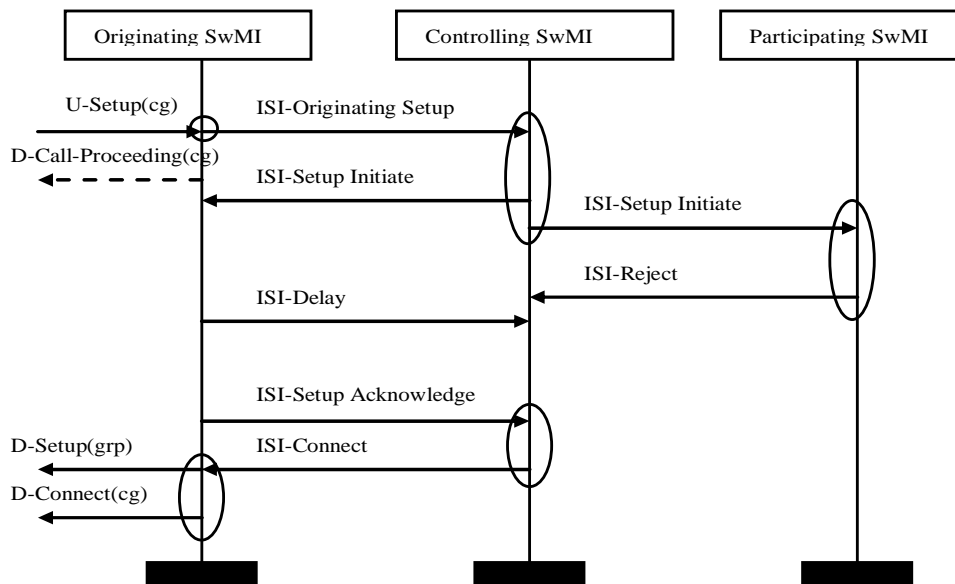 Originating SwMI
Controlling SwMI
Participating SwMI
U-Setup(cg)
ISI-Originating Setup
D-Call-Proceeding(cg)
ISI-Setup Initiate
ISI-Setup Initiate
ISI-Reject
ISI-Delay
ISI-Setup Acknowledge
D-Setup(grp)
ISI-Connect
D-Connect(cg)